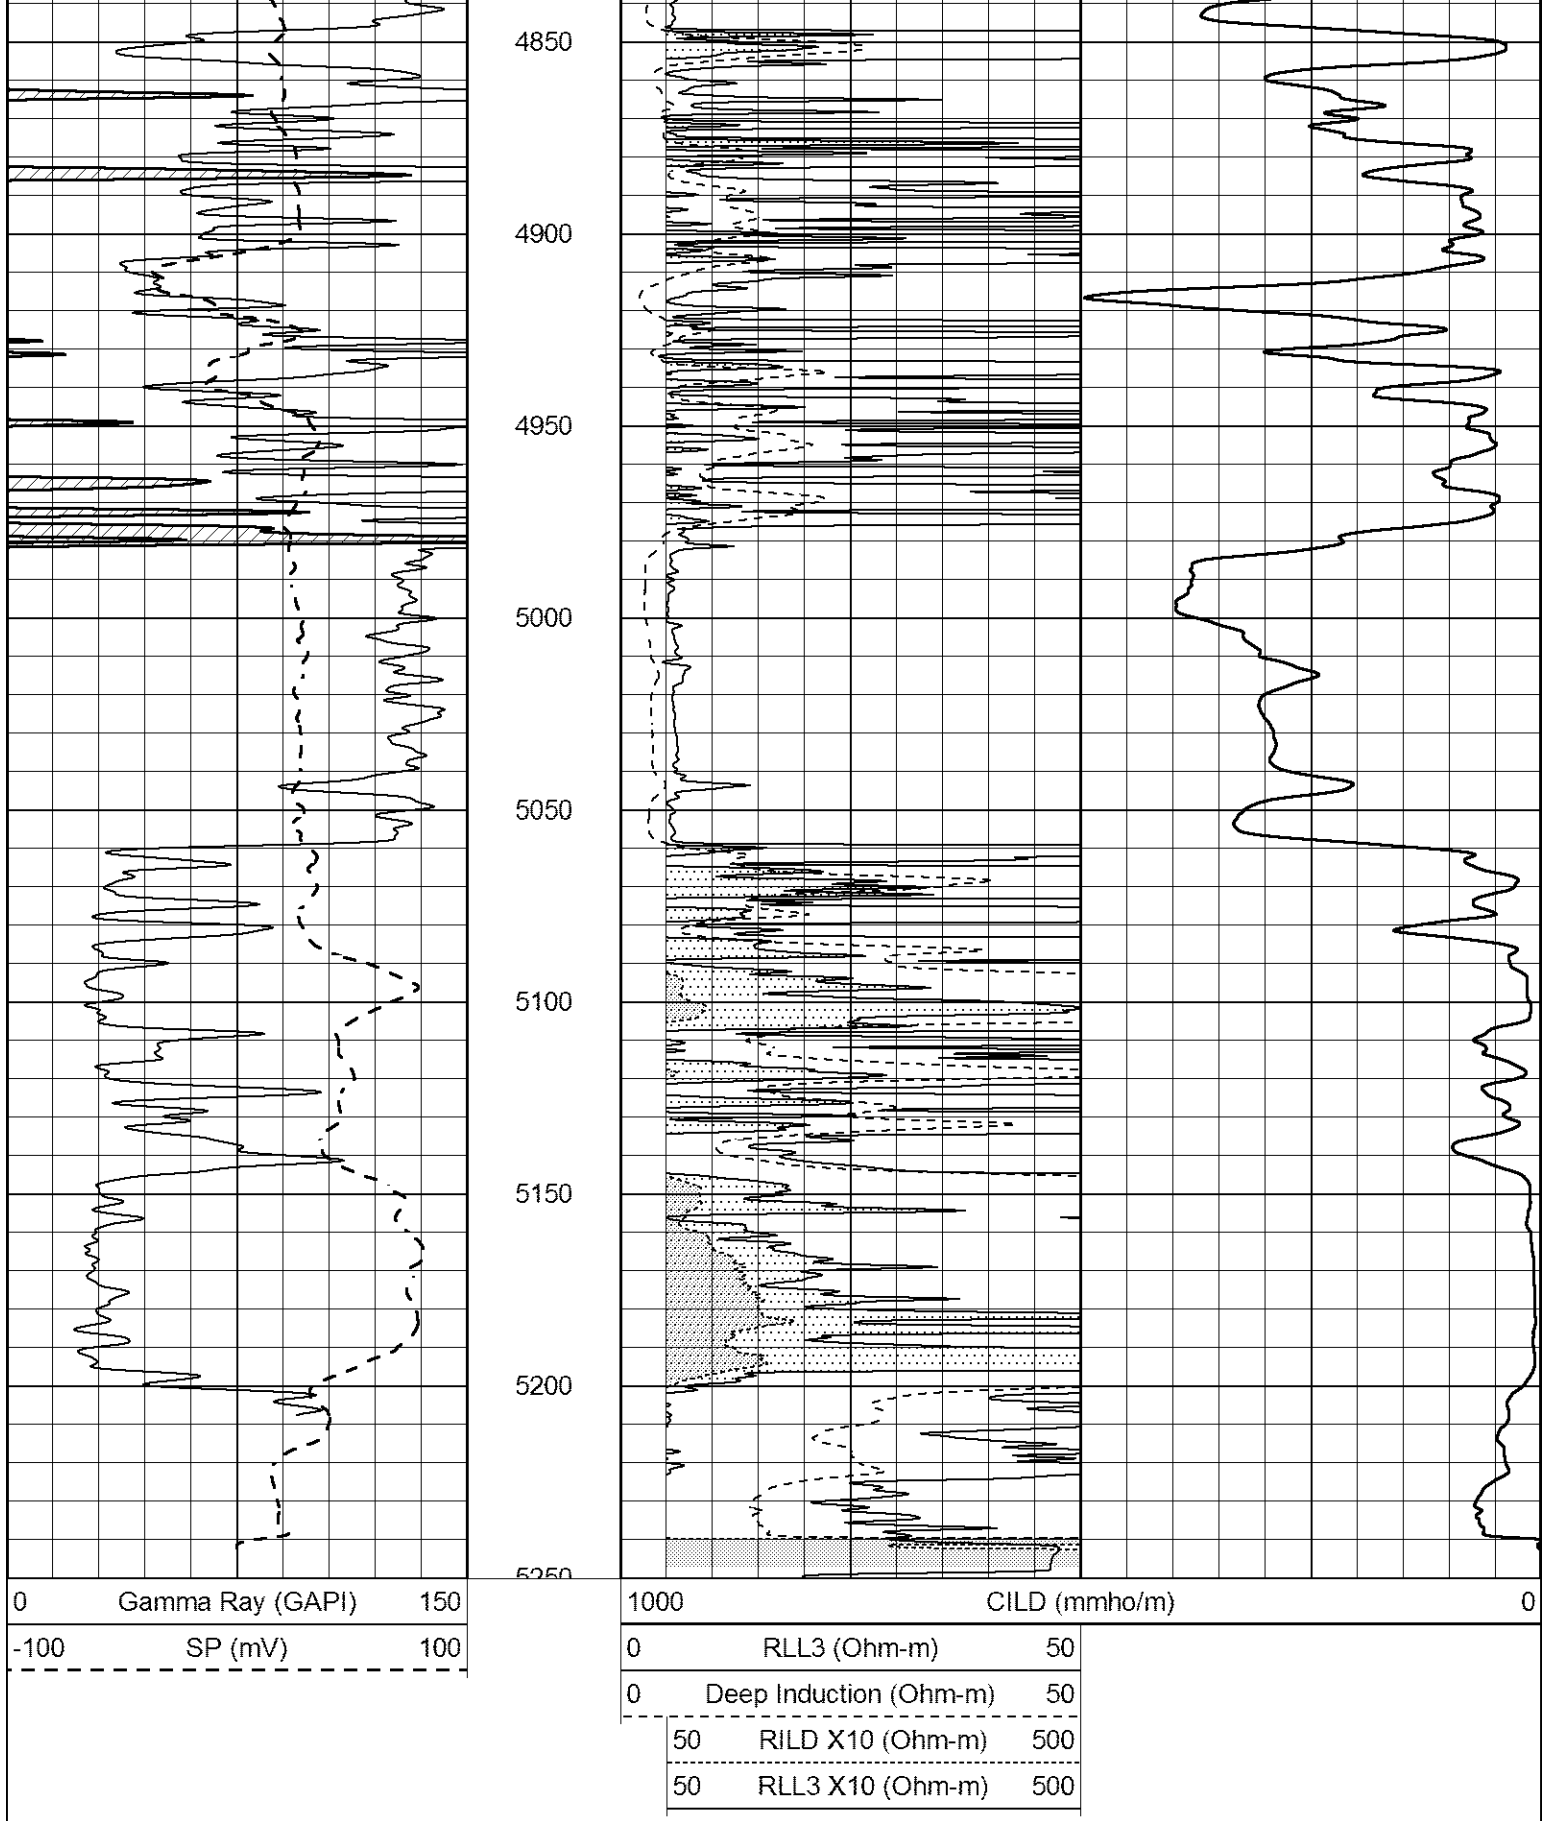 4850
4900
4950
5000
5050
5100
5150
5200
5250
0 Gamma Ray (GAPI) 150
1000 CILD (mmho/m) 0
-100 SP (mV) 100
0 RLL3 (Ohm-m) 50
0 Deep Induction (Ohm-m) 50
50 RILD X10 (Ohm-m) 500
50 RLL3 X10 (Ohm-m) 500